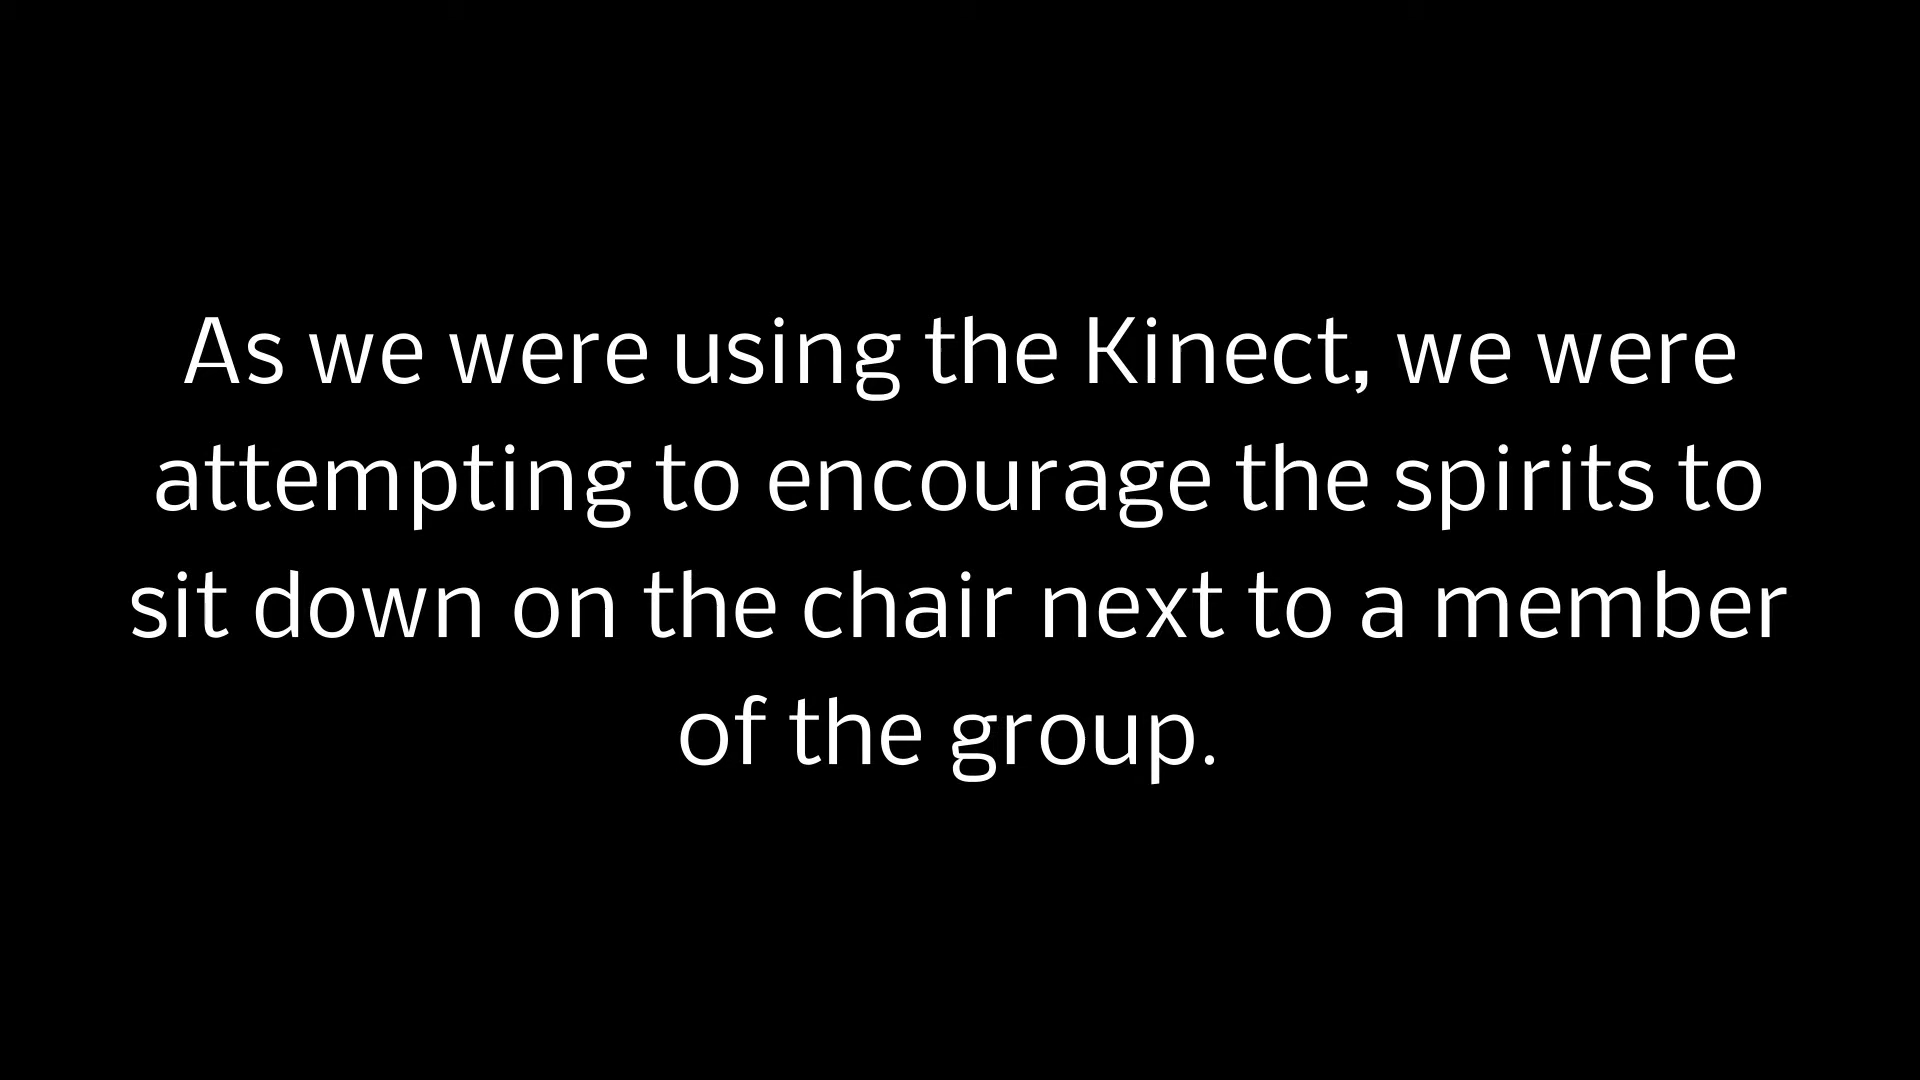 As we were using the Kinect, we were
attempting to encourage the spirits to
sit down on the chair next to a member
of the group.